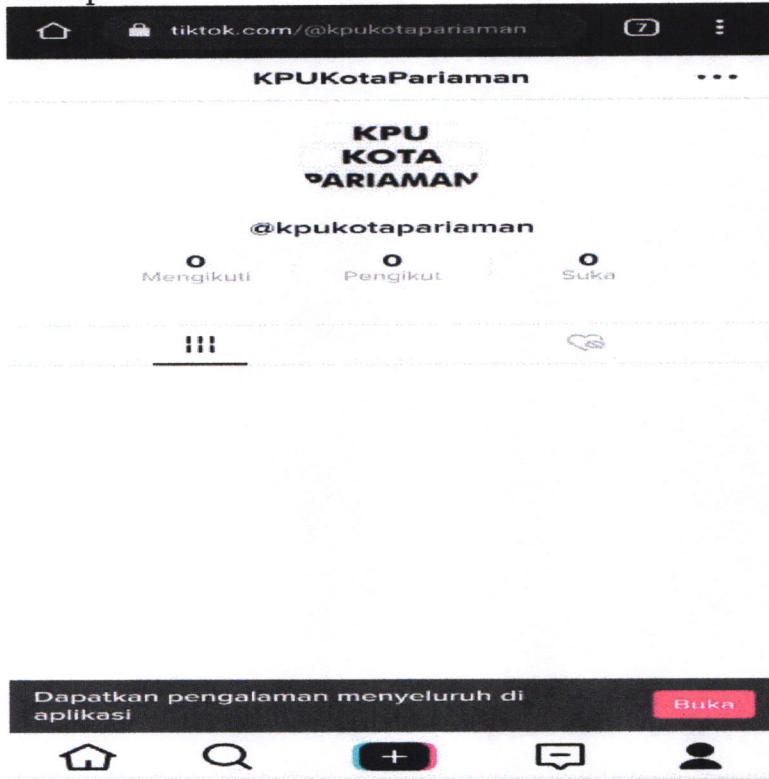 tiktok.com/@kpukotapariaman
7
KPUKotaPariaman
KPU
KOTA
PARIAMAN
@kpukotapariaman
0 0 0
Mengikuti Pengikut Suka
Dapatkan pengalaman menyeluruh di
aplikasi
Buka